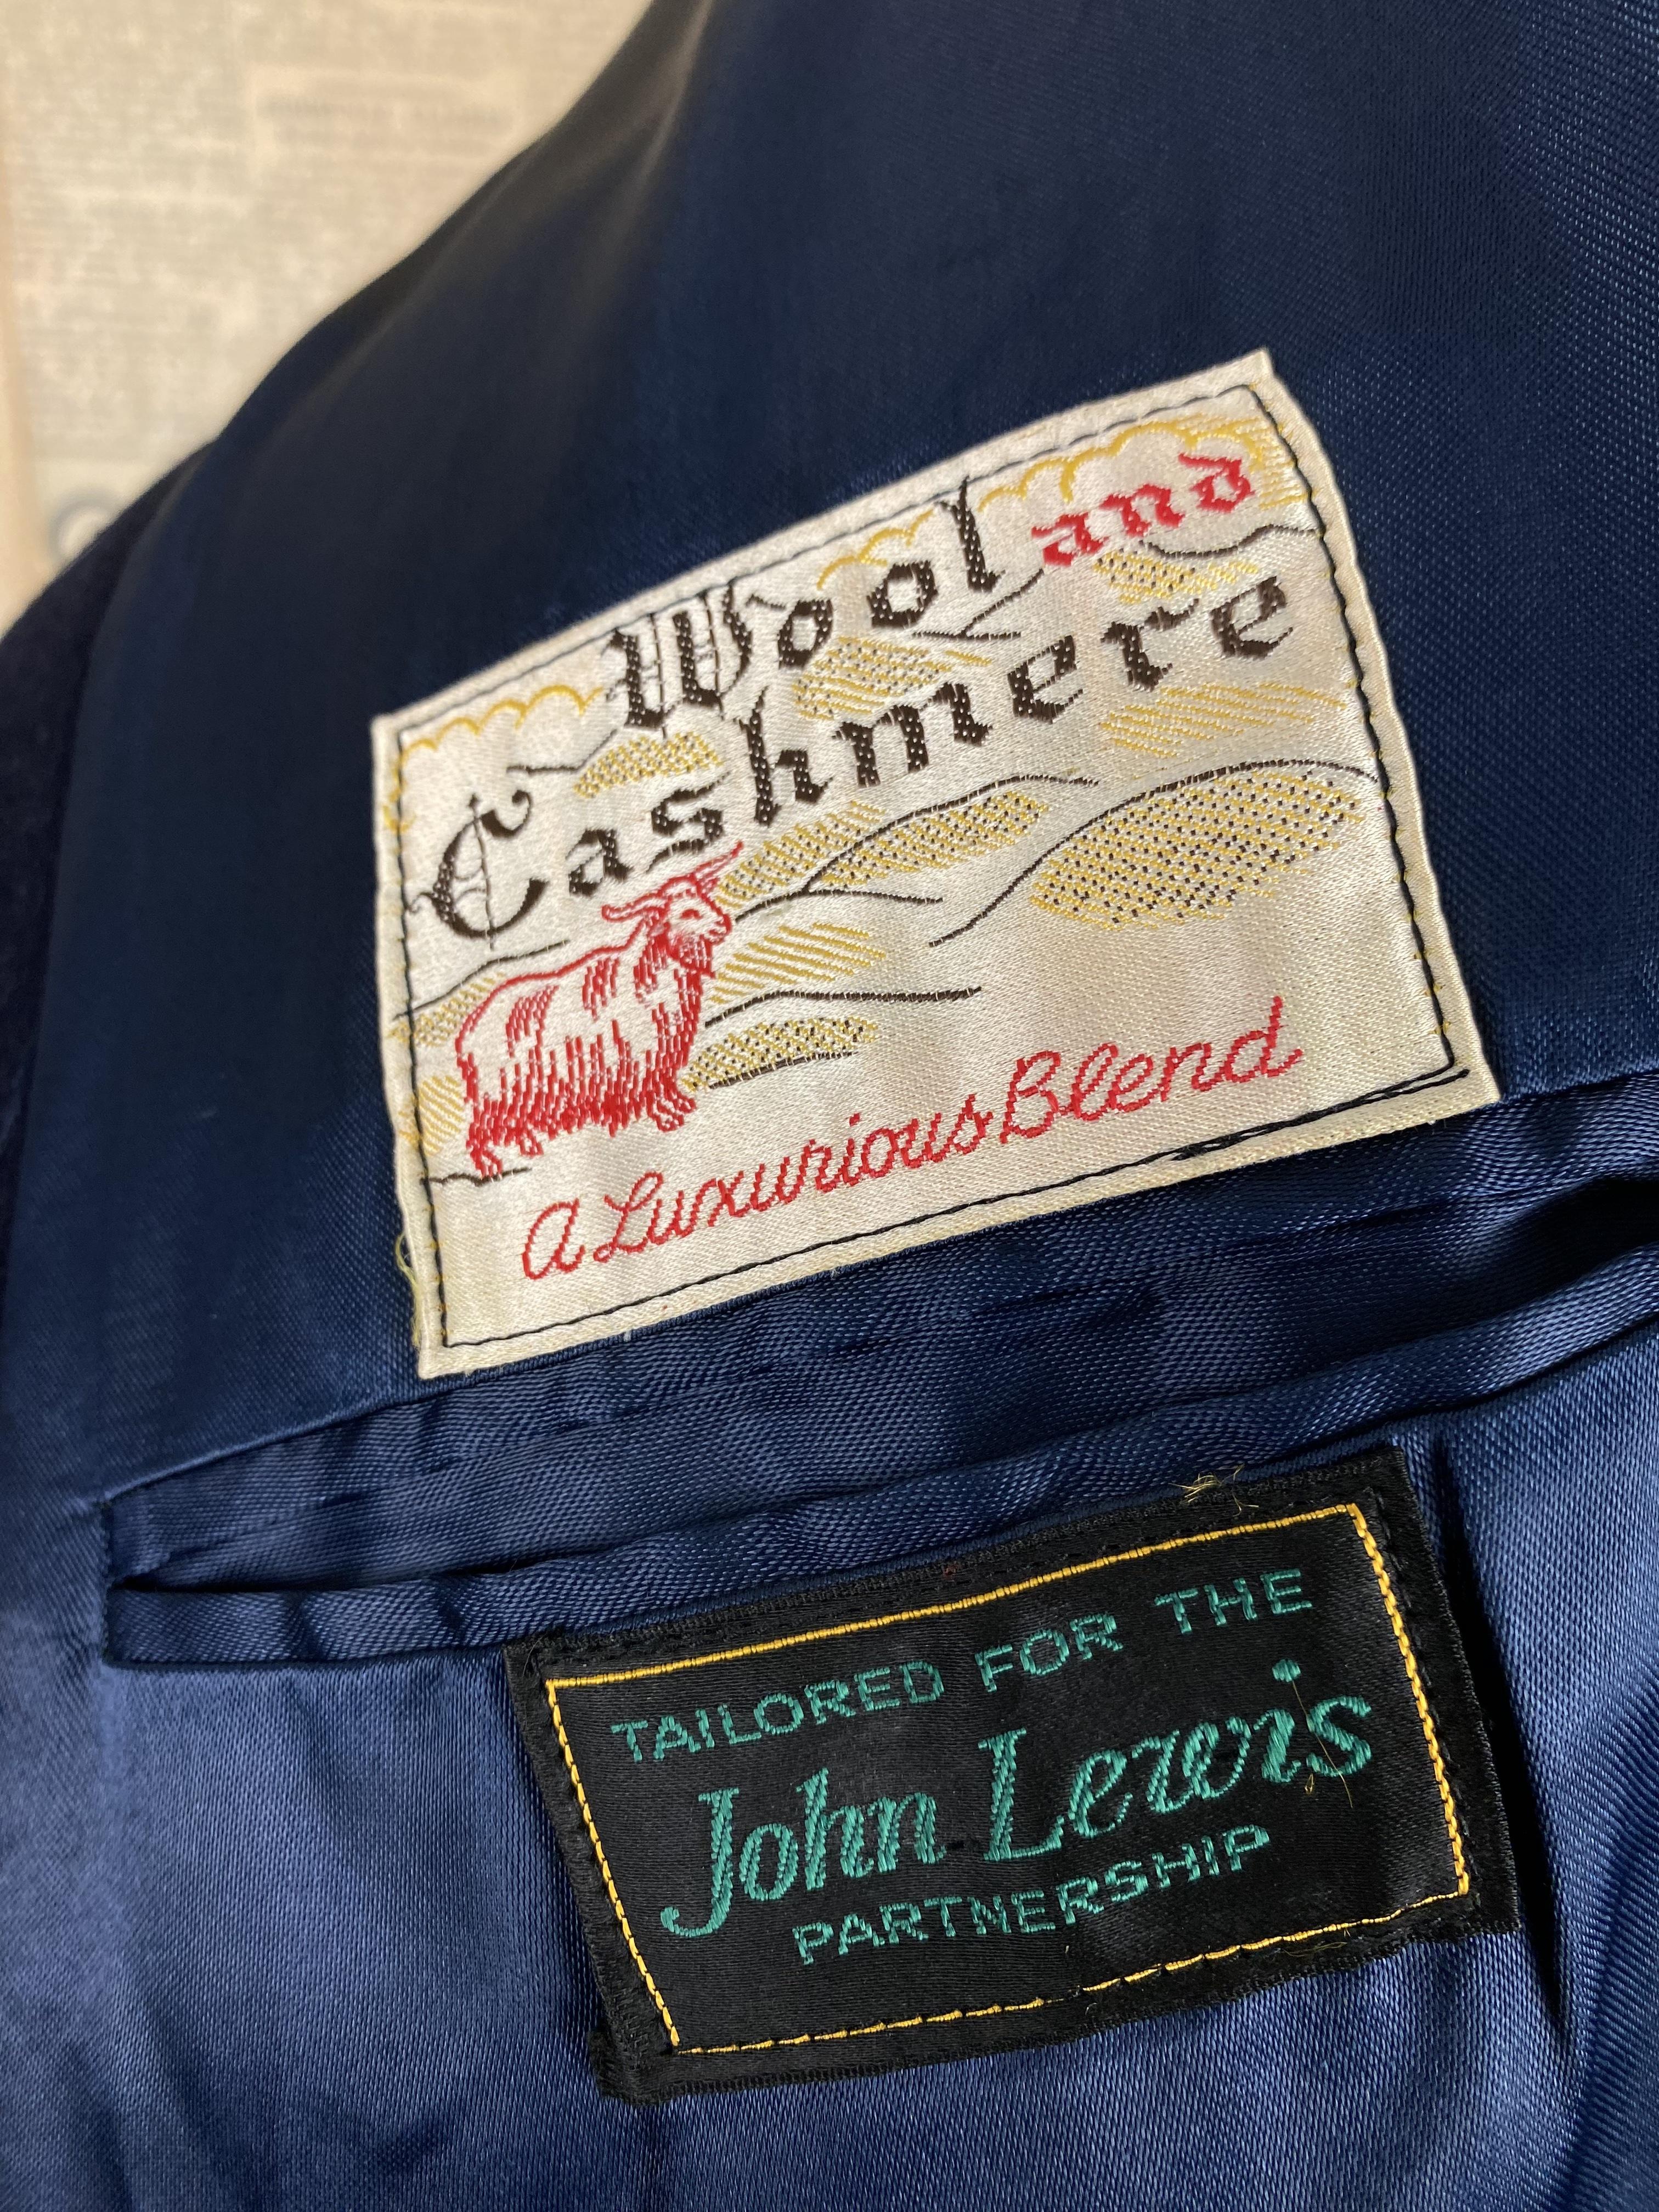 Wool and
Cashmere
a Luxurious Blend
TAILORED FOR THE
John Lewis
PARTNERSHIP